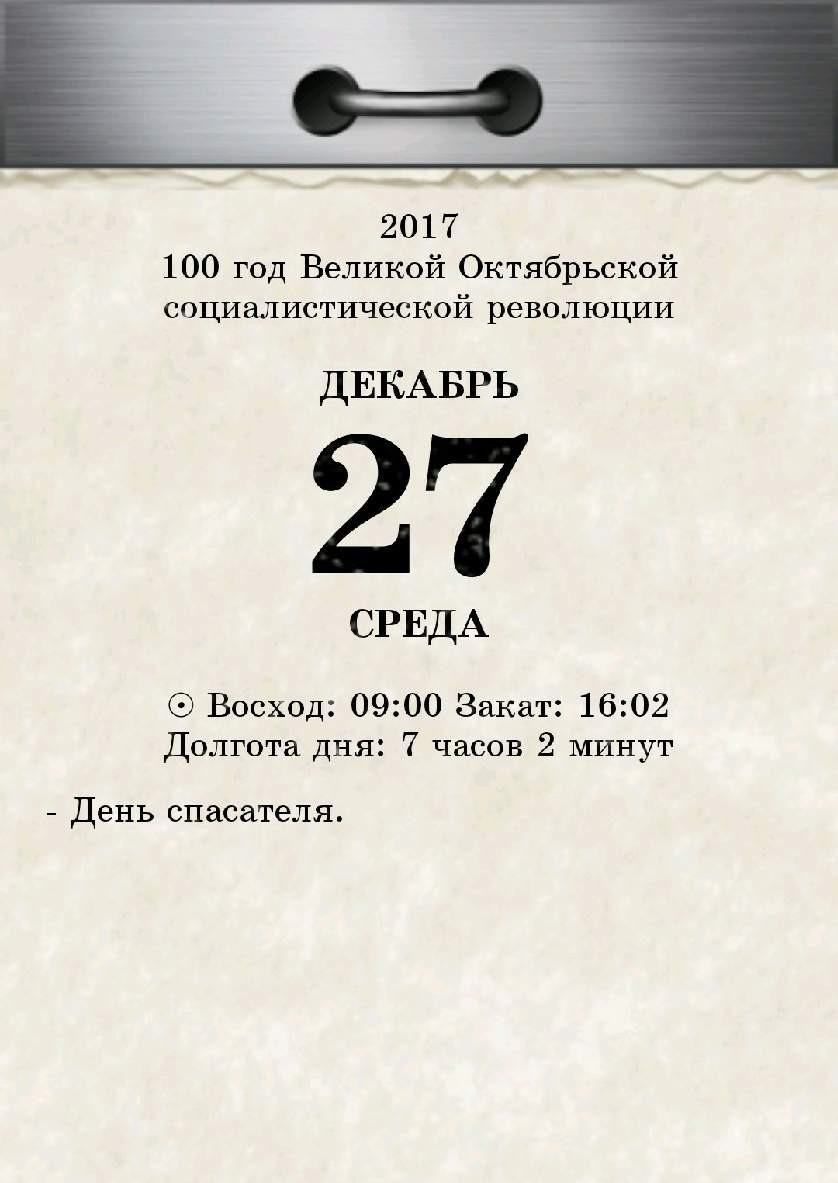 2017
100 год Великой Октябрьской
социалистической революции
ДЕКАБРЬ
27
СРЕДА
☉ Восход: 09:00 Закат: 16:02
Долгота дня: 7 часов 2 минут
- День спасателя.